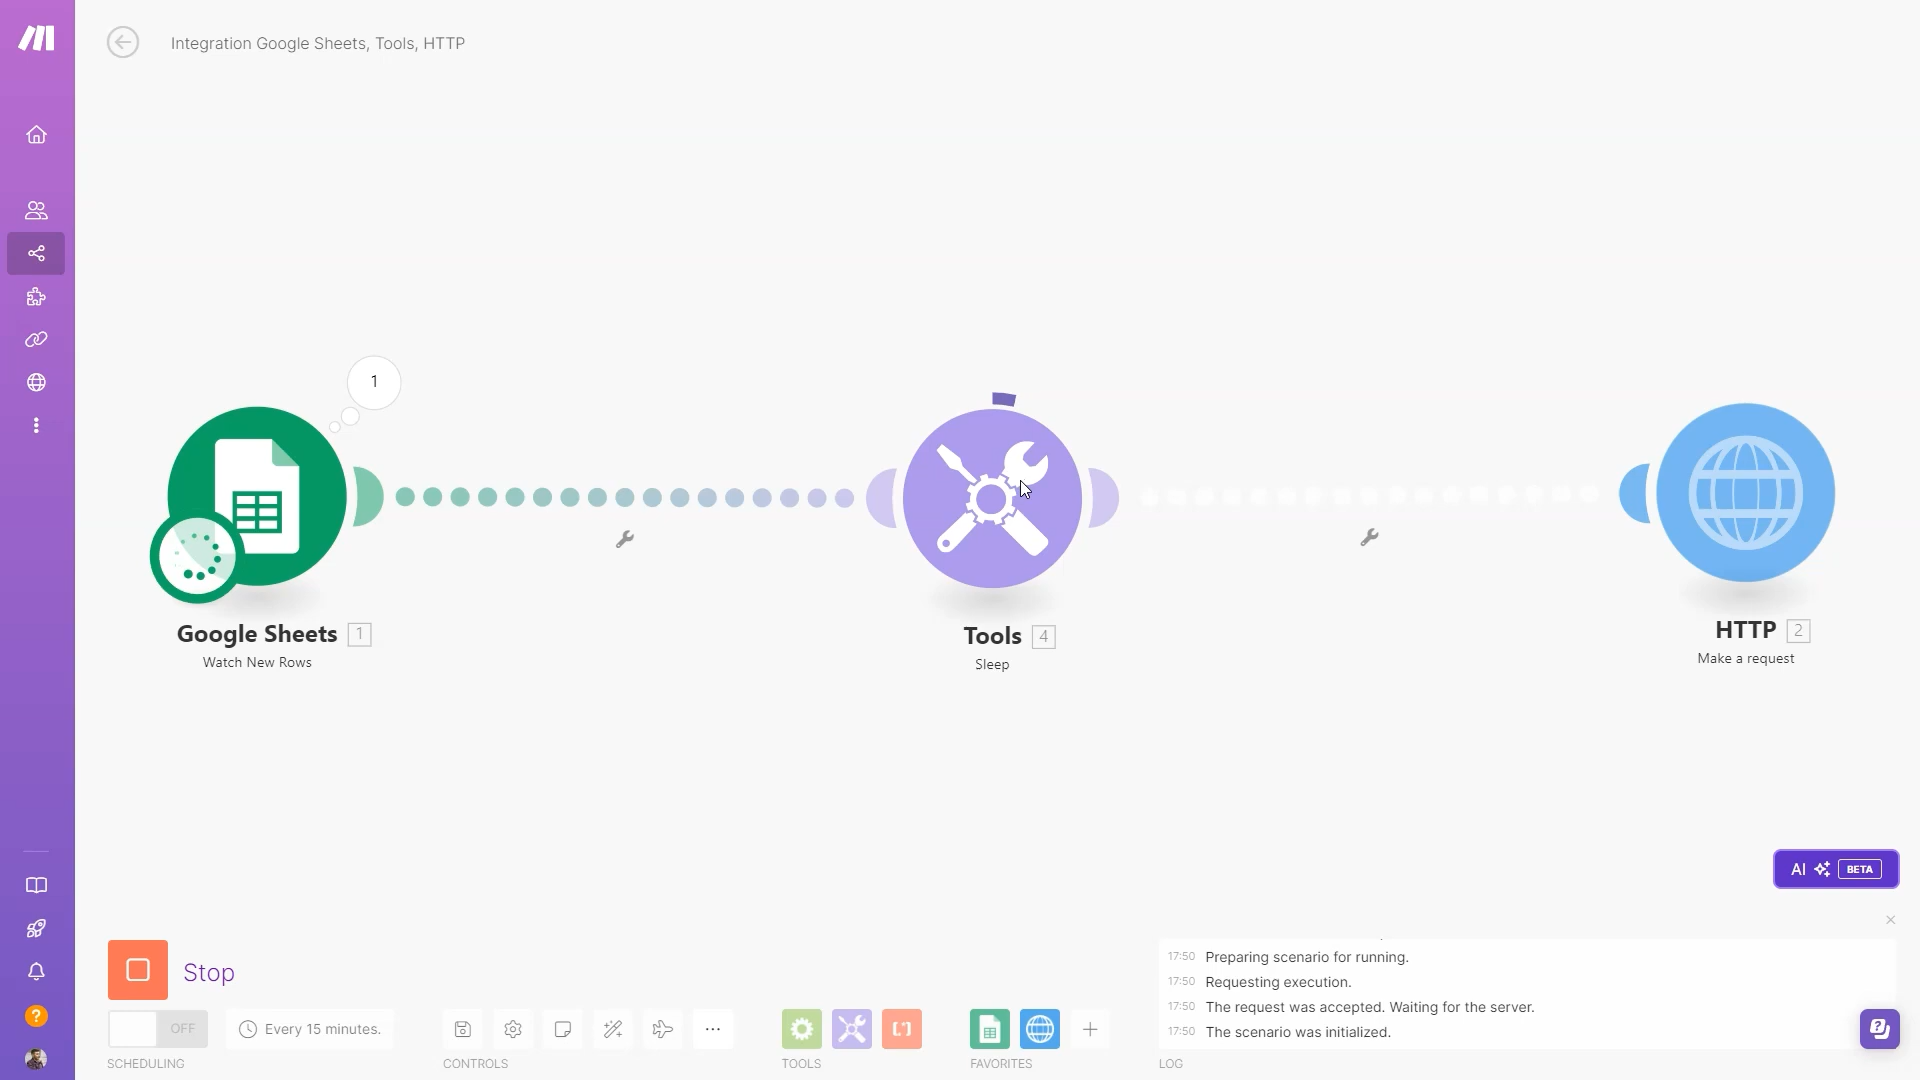 Integration Google Sheets, Tools, HTTP
1
Google Sheets 1
Watch New Rows
Tools 4
Sleep
HTTP 2
Make a request
AI BETA
Stop
OFF
Every 15 minutes.
SCHEDULING
CONTROLS
TOOLS
FAVORITES
17:50 Preparing scenario for running.
17:50 Requesting execution.
17:50 The request was accepted. Waiting for the server.
17:50 The scenario was initialized.
LOG